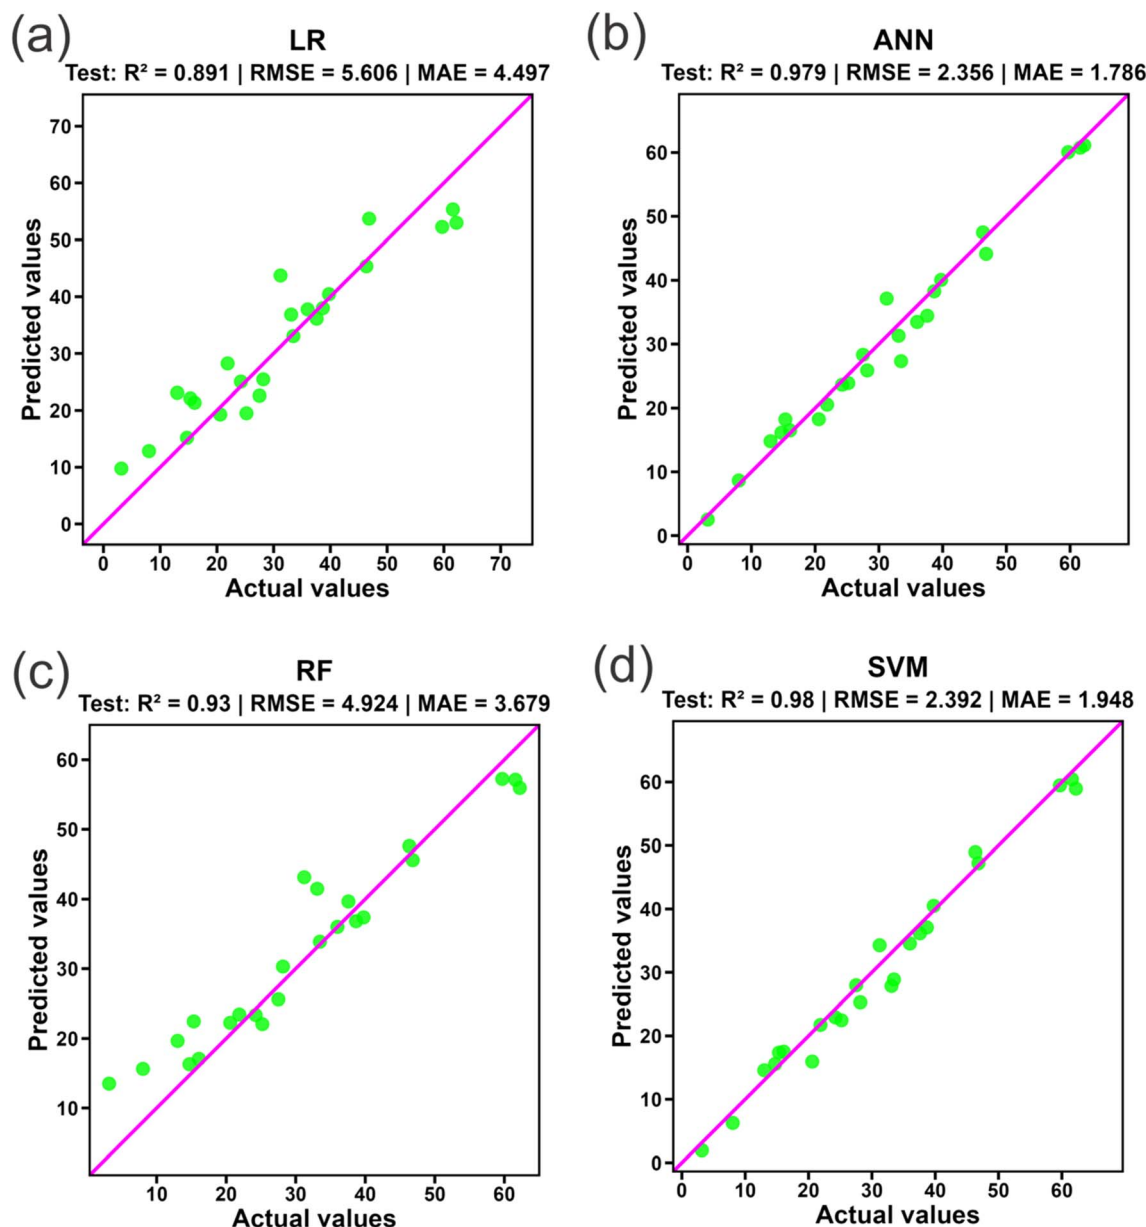 (a)
LR
Test: R² = 0.891 | RMSE = 5.606 | MAE = 4.497
70
60
50
40
30
20
10
0
Predicted values
0 10 20 30 40 50 60 70
Actual values
(b)
ANN
Test: R² = 0.979 | RMSE = 2.356 | MAE = 1.786
60
50
40
30
20
10
0
Predicted values
0 10 20 30 40 50 60
Actual values
(c)
RF
Test: R² = 0.93 | RMSE = 4.924 | MAE = 3.679
60
50
40
30
20
10
Predicted values
10 20 30 40 50 60
Actual values
(d)
SVM
Test: R² = 0.98 | RMSE = 2.392 | MAE = 1.948
60
50
40
30
20
10
0
Predicted values
0 10 20 30 40 50 60
Actual values